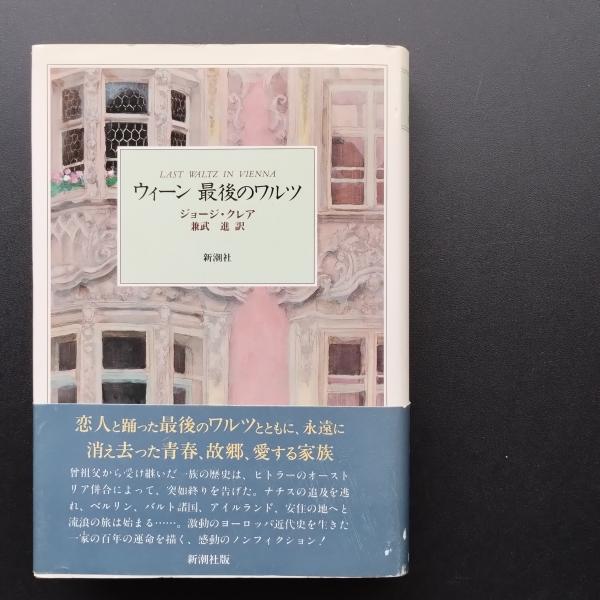 LAST WALTZ IN VIENNA
ウィーン 最後のワルツ
ジョージ・クレア
兼武 進 訳
新潮社
恋人と踊った最後のワルツとともに、永遠に
消え去った青春、故郷、愛する家族
曾祖父から受け継いだ一族の歴史は、ヒトラーのオースト
リア併合によって、突如終りを告げた。ナチスの追及を逃
れ、ベルリン、バルト諸国、アイルランド、安住の地へと
流浪の旅は始まる……。激動のヨーロッパ近代史を生きた
一家の百年の運命を描く、感動のノンフィクション!
新潮社版